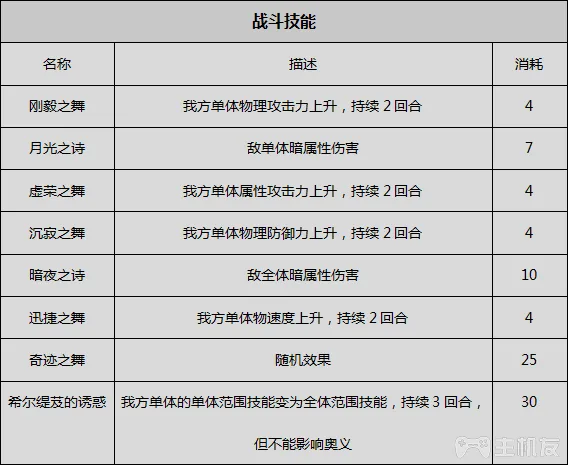 战斗技能
名称 描述 消耗
刚毅之舞 我方单体物理攻击力上升，持续2回合 4
月光之诗 敌单体暗属性伤害 7
虚荣之舞 我方单体属性攻击力上升，持续2回合 4
沉寂之舞 我方单体物理防御力上升，持续2回合 4
暗夜之诗 敌全体暗属性伤害 10
迅捷之舞 我方单体物速度上升，持续2回合 4
奇迹之舞 随机效果 25
希尔缇芨的诱惑 我方单体的单体范围技能变为全体范围技能，持续3回合， 30
但不能影响奥义
主机友